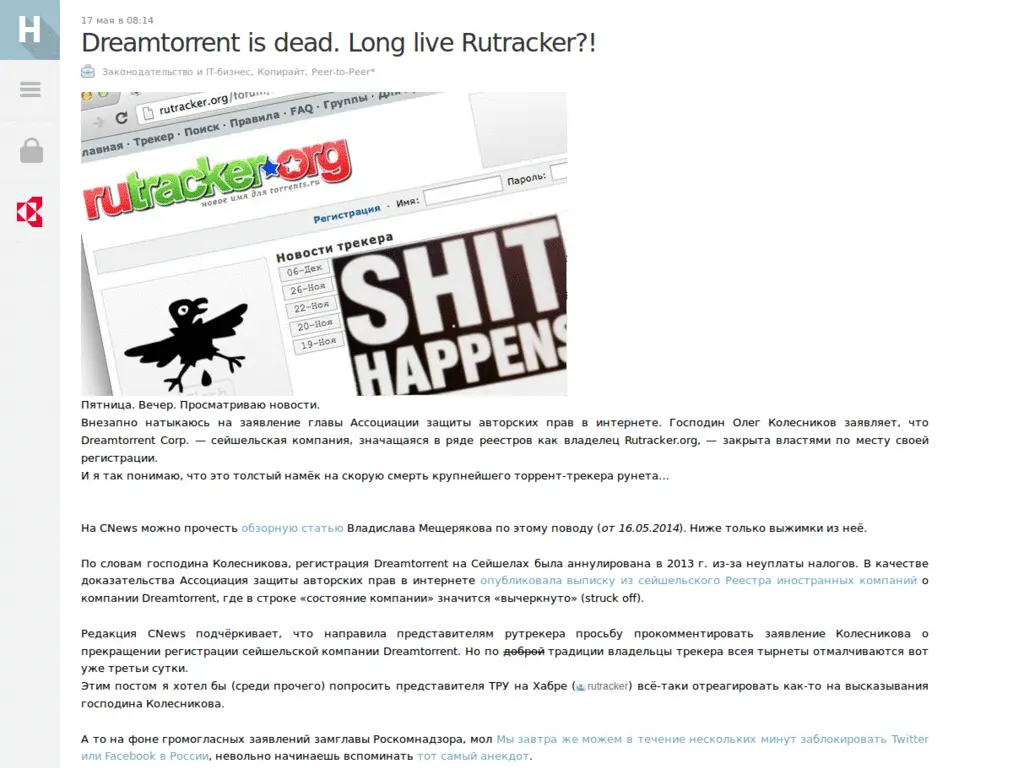 H
17 мая в 08:14
Dreamtorrent is dead. Long live Rutracker?!
Законодательство и IT-бизнес, Копирайт, Peer-to-Peer*
rutracker.org/forum/
лавная · Трекер · Поиск · Правила · FAQ · Группы · Для
rutracker.org
новое имя для torrents.ru
Регистрация · Имя: Пароль:
Новости трекера
06-Дек
26-Ноя
22-Ноя
20-Ноя
19-Ноя
SHIT
HAPPENS
Пятница. Вечер. Просматриваю новости.
Внезапно натыкаюсь на заявление главы Ассоциации защиты авторских прав в интернете. Господин Олег Колесников заявляет, что
Dreamtorrent Corp. — сейшельская компания, значащаяся в ряде реестров как владелец Rutracker.org, — закрыта властями по месту своей
регистрации.
И я так понимаю, что это толстый намёк на скорую смерть крупнейшего торрент-трекера рунета...
На CNews можно прочесть обзорную статью Владислава Мещерякова по этому поводу (от 16.05.2014). Ниже только выжимки из неё.
По словам господина Колесникова, регистрация Dreamtorrent на Сейшелах была аннулирована в 2013 г. из-за неуплаты налогов. В качестве
доказательства Ассоциация защиты авторских прав в интернете опубликовала выписку из сейшельского Реестра иностранных компаний о
компании Dreamtorrent, где в строке «состояние компании» значится «вычеркнуто» (struck off).
Редакция CNews подчёркивает, что направила представителям рутрекера просьбу прокомментировать заявление Колесникова о
прекращении регистрации сейшельской компании Dreamtorrent. Но по доброй традиции владельцы трекера всея тырнеты отмалчиваются вот
уже третьи сутки.
Этим постом я хотел бы (среди прочего) попросить представителя ТРУ на Хабре (rutracker) всё-таки отреагировать как-то на высказывания
господина Колесникова.
А то на фоне громогласных заявлений замглавы Роскомнадзора, мол Мы завтра же можем в течение нескольких минут заблокировать Twitter
или Facebook в России, невольно начинаешь вспоминать тот самый анекдот.